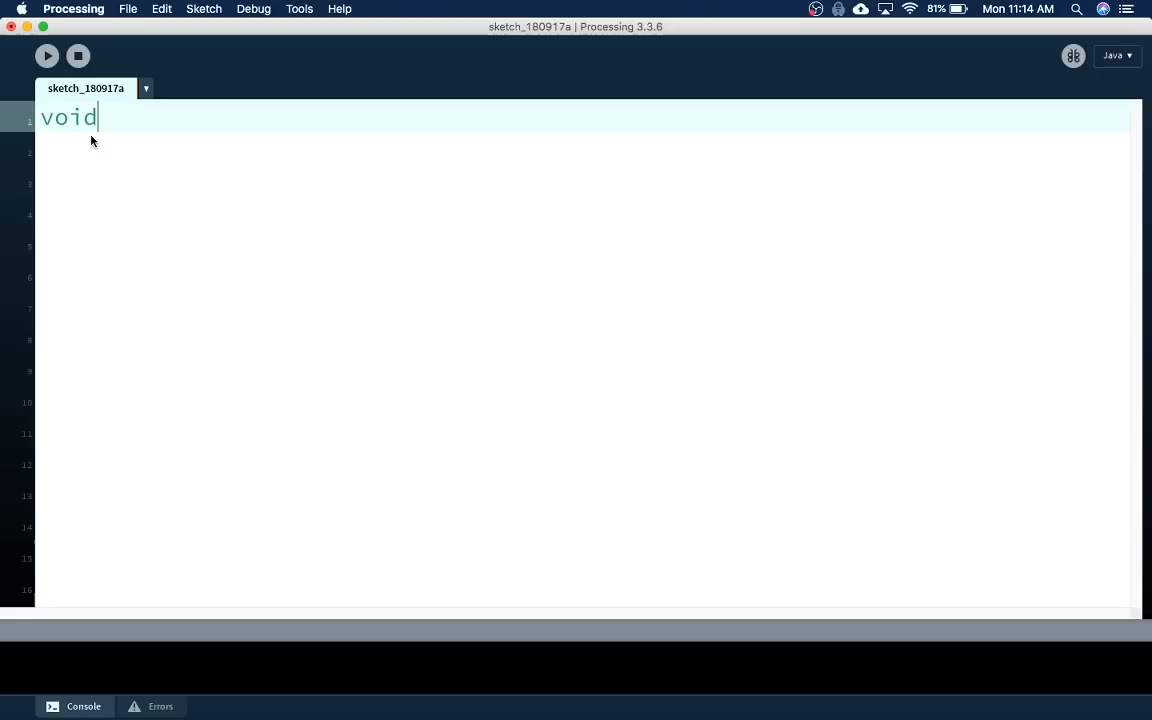 Processing File Edit Sketch Debug Tools Help 81% Mon 11:14 AM
sketch_180917a | Processing 3.3.6
Java ▾
sketch_180917a ▾
1 void
2
3
4
5
6
7
8
9
10
11
12
13
14
15
16
Console Errors